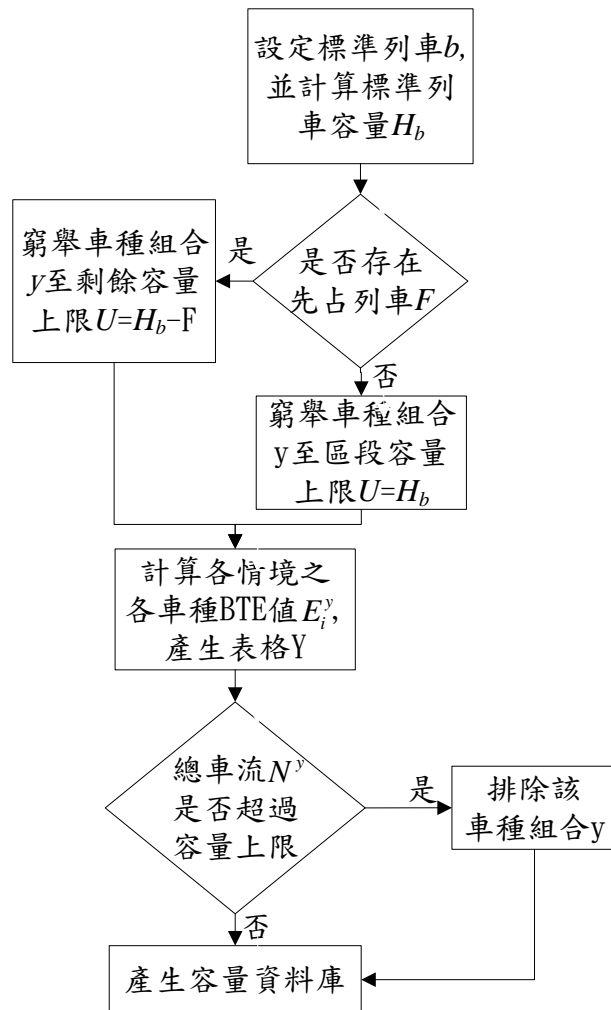 設定標準列車b,
並計算標準列
車容量H_b
是否存在
先占列車F
是
窮舉車種組合
y至剩餘容量
上限U=H_b−F
否
窮舉車種組合
y至區段容量
上限U=H_b
計算各情境之
各車種BTE值E_i^y,
產生表格Y
總車流N^y
是否超過
容量上限
是
排除該
車種組合y
否
產生容量資料庫